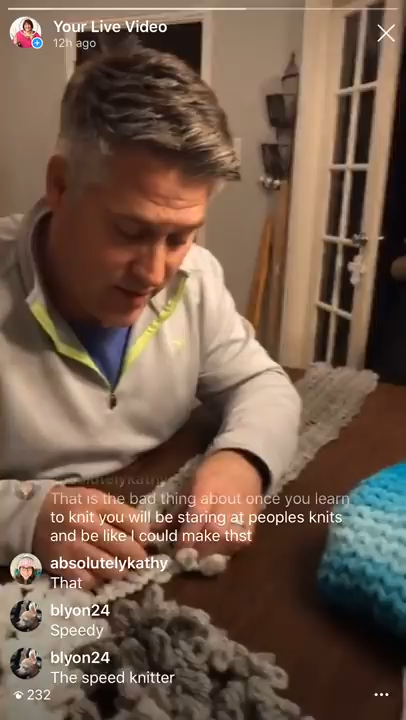 Your Live Video
12h ago
absolutelykathy
That is the bad thing about once you learn
to knit you will be staring at peoples knits
and be like I could make thst
absolutelykathy
That
blyon24
Speedy
blyon24
The speed knitter
232